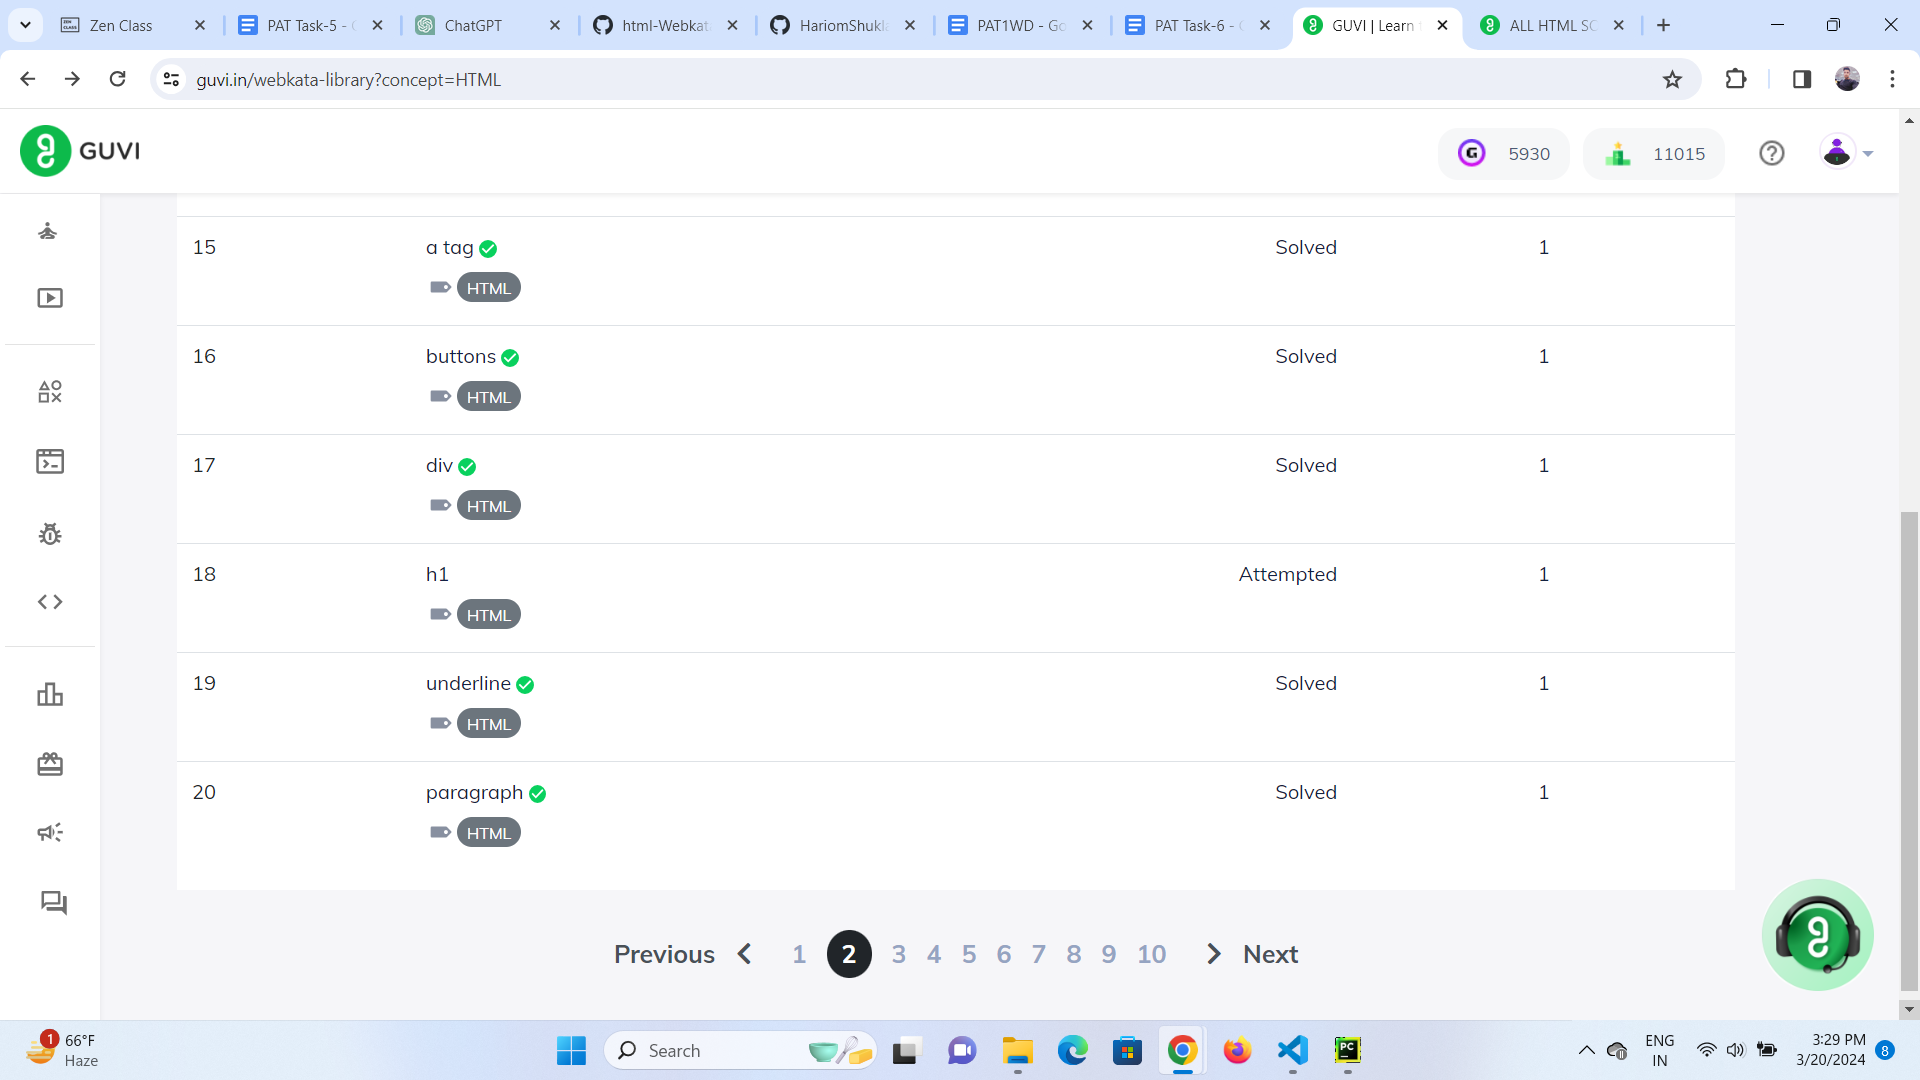 Zen Class
PAT Task-5 -
ChatGPT
html-Webkat
HariomShukl
PAT1WD - Go
PAT Task-6 -
GUVI | Learn
ALL HTML SC
guvi.in/webkata-library?concept=HTML
GUVI
5930
11015
15 a tag Solved 1
HTML
16 buttons Solved 1
HTML
17 div Solved 1
HTML
18 h1 Attempted 1
HTML
19 underline Solved 1
HTML
20 paragraph Solved 1
HTML
Previous 1 2 3 4 5 6 7 8 9 10 Next
1
66°F
Haze
Search
PC
ENG
IN
3:29 PM
3/20/2024
8